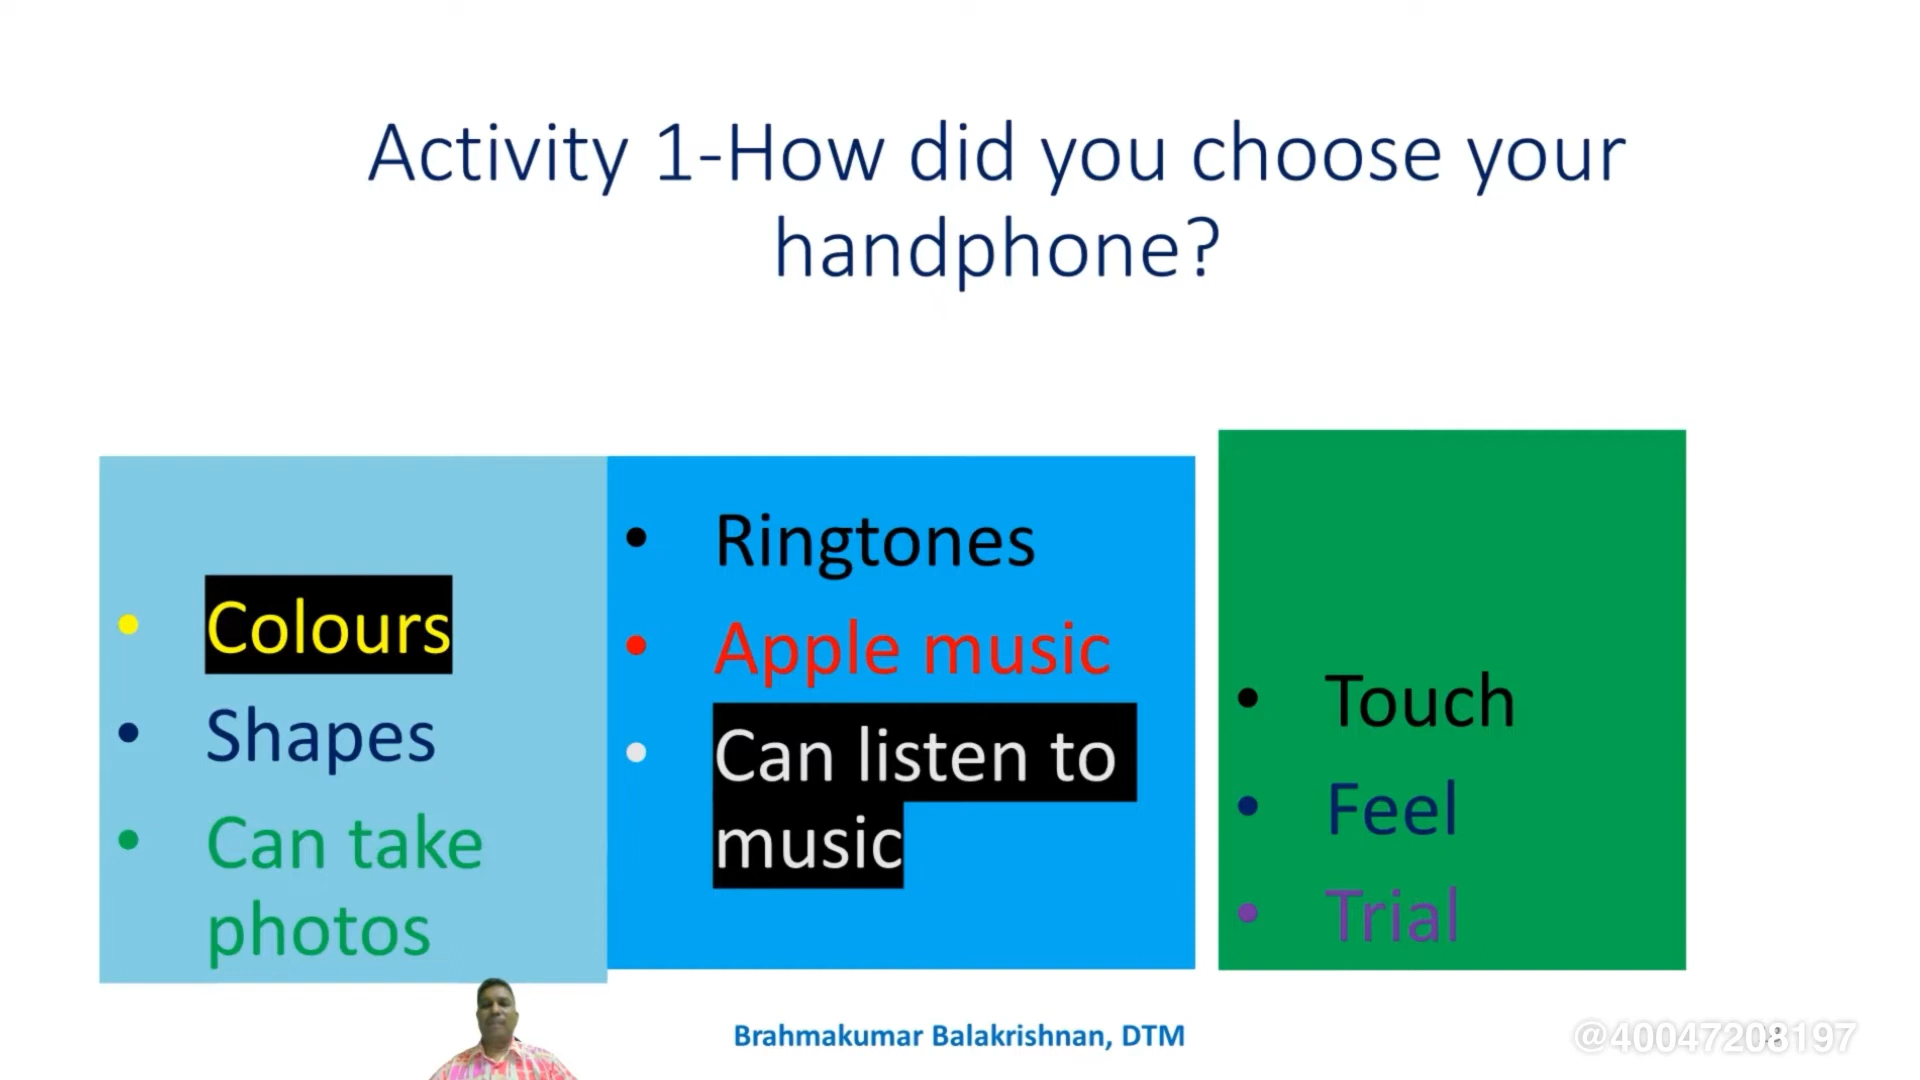 Activity 1-How did you choose your
handphone?
• Colours
• Shapes
• Can take
photos
• Ringtones
• Apple music
• Can listen to
music
• Touch
• Feel
• Trial
Brahmakumar Balakrishnan, DTM
@40047208197